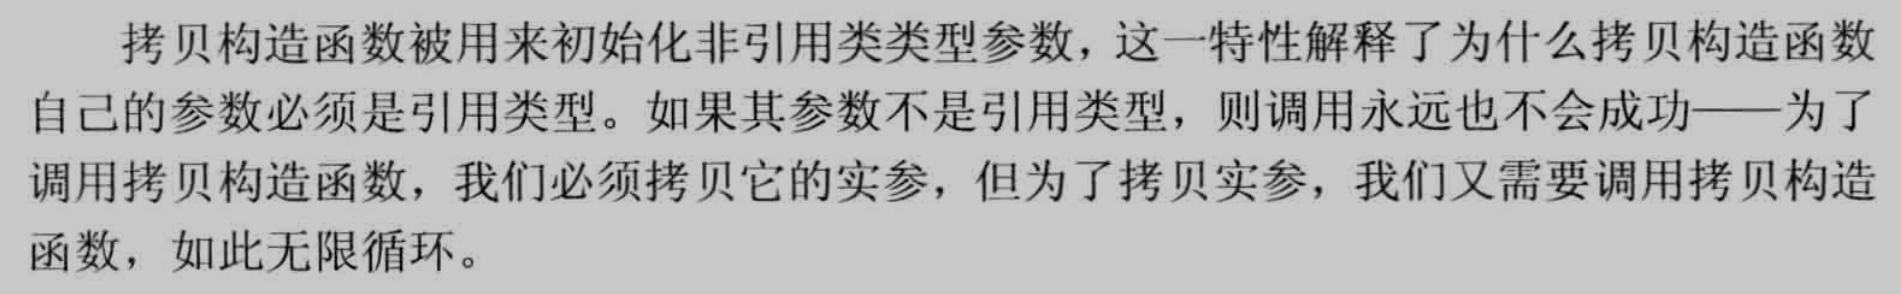 拷贝构造函数被用来初始化非引用类类型参数，这一特性解释了为什么拷贝构造函数
自己的参数必须是引用类型。如果其参数不是引用类型，则调用永远也不会成功——为了
调用拷贝构造函数，我们必须拷贝它的实参，但为了拷贝实参，我们又需要调用拷贝构造
函数，如此无限循环。